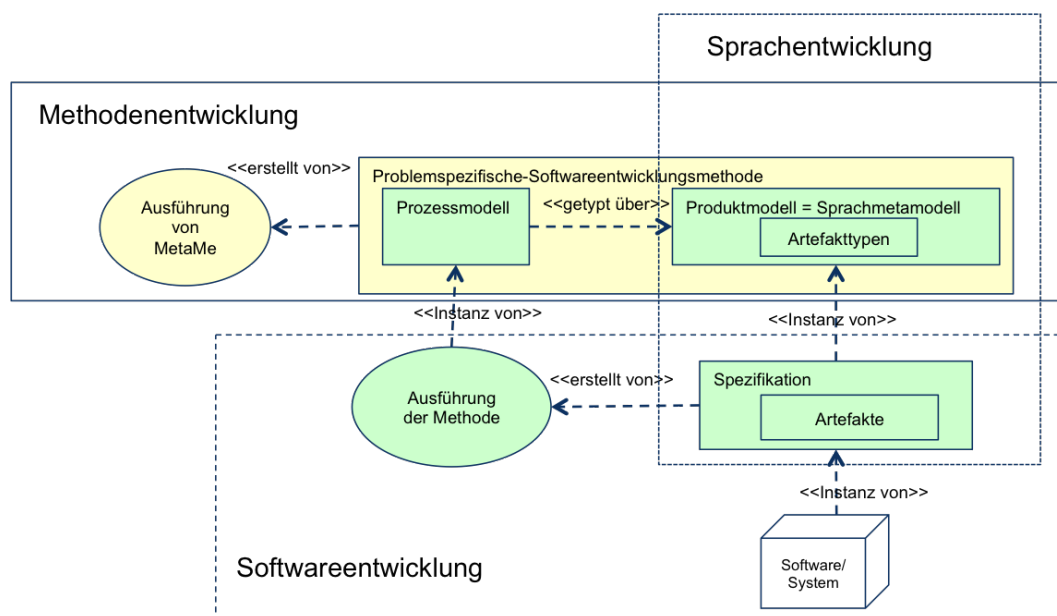 Sprachentwicklung
Methodenentwicklung
<<erstellt von>>
Problemspezifische-Softwareentwicklungsmethode
Ausführung
von
MetaMe
Prozessmodell
<<getypt über>>
Produktmodell = Sprachmetamodell
Artefakttypen
<<Instanz von>>
<<Instanz von>>
Ausführung
der Methode
<<erstellt von>>
Spezifikation
Artefakte
<<Instanz von>>
Softwareentwicklung
Software/
System